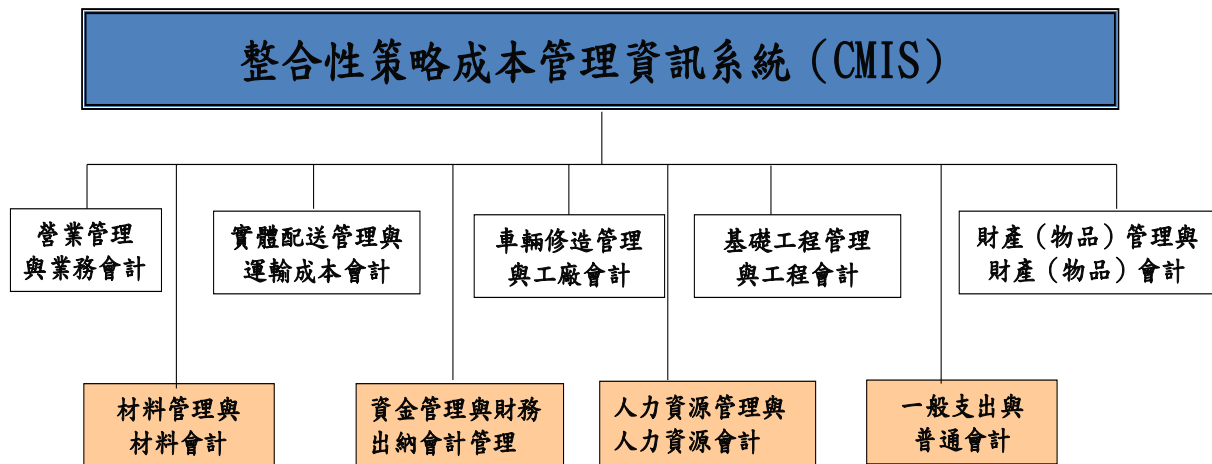 整合性策略成本管理資訊系統（CMIS）
營業管理
與業務會計
實體配送管理與
運輸成本會計
車輛修造管理
與工廠會計
基礎工程管理
與工程會計
財產（物品）管理與
財產（物品）會計
材料管理與
材料會計
資金管理與財務
出納會計管理
人力資源管理與
人力資源會計
一般支出與
普通會計